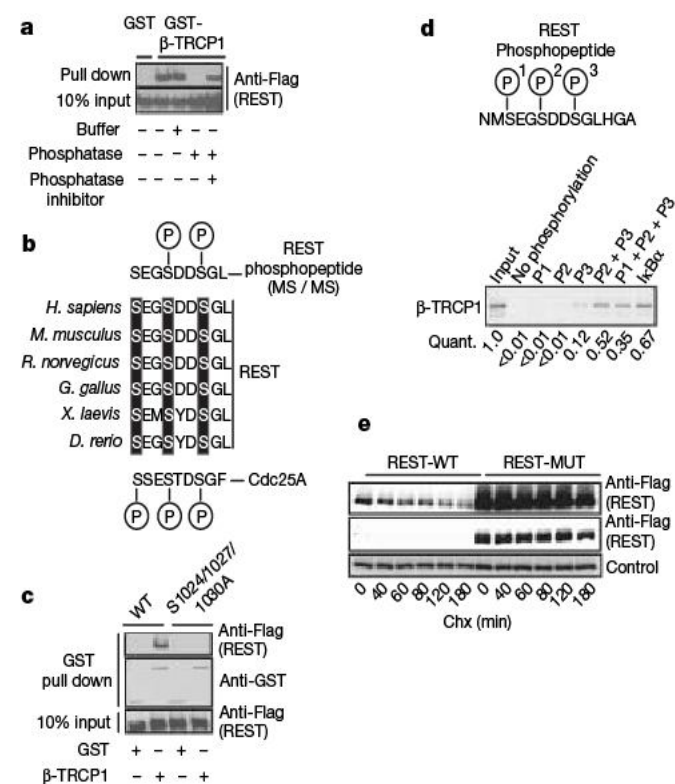 a
GST GST-
β-TRCP1
Pull down
Anti-Flag
(REST)
10% input
Buffer – – + – –
Phosphatase – – – + +
Phosphatase
inhibitor – – – – +
b
P P
SEGSDDSGL — REST
phosphopeptide
(MS / MS)
H. sapiens SEGSDDSGL
M. musculus SEGSDDSGL
R. norvegicus SEGSDDSGL
G. gallus SEGSDDSGL
X. laevis SEMSYDSGL
D. rerio SEGSYDSGL
REST
SSESTDSGF — Cdc25A
P P P
c
WT
S1024/1027/
1030A
GST
pull down
Anti-Flag
(REST)
Anti-GST
10% input
Anti-Flag
(REST)
GST + – + –
β-TRCP1 – + – +
d
REST
Phosphopeptide
P 1 P 2 P 3
NMSEGSDDSGLHGA
Input
No phosphorylation
P1
P2
P3
P2 + P3
P1 + P2 + P3
IκBα
β-TRCP1
Quant. 1.0 <0.01 <0.01 <0.01 0.12 0.52 0.35 0.67
e
REST-WT REST-MUT
Anti-Flag
(REST)
Anti-Flag
(REST)
Control
0 40 60 80 120 180 0 40 60 80 120 180
Chx (min)